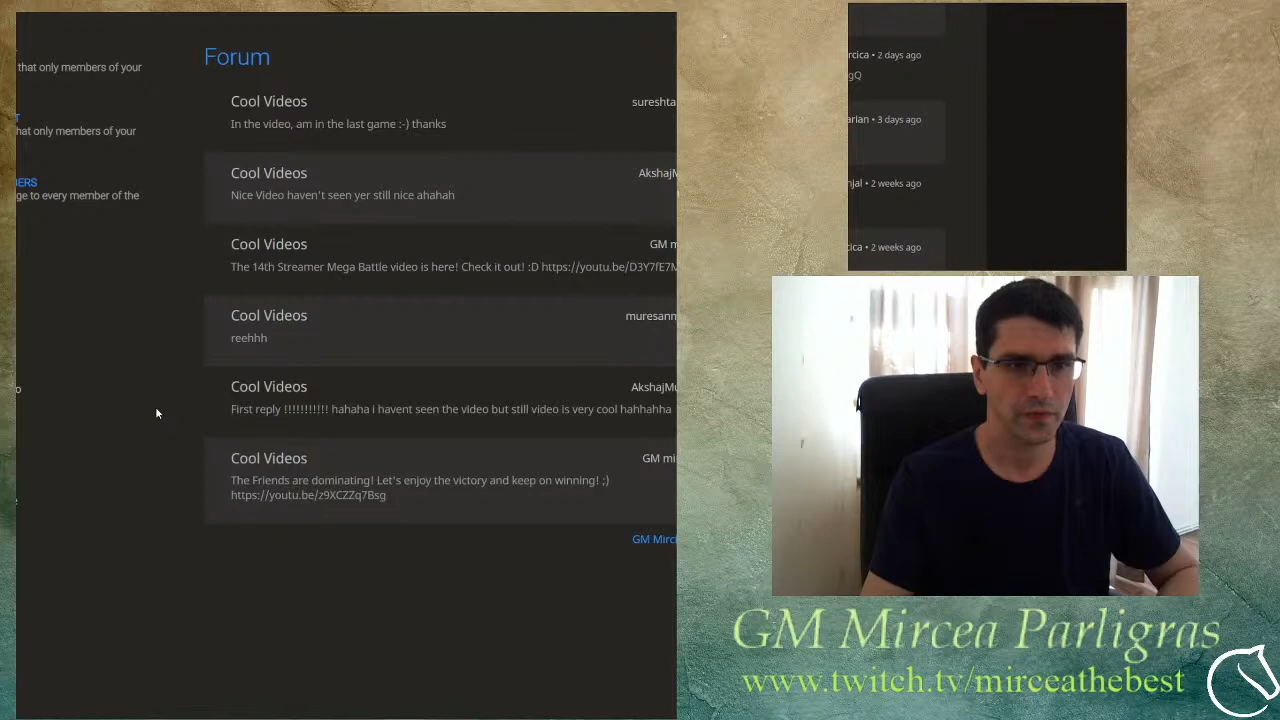 that only members of your
T
hat only members of your
BERS
ge to every member of the
o
e
Forum
Cool Videos
sureshta
In the video, am in the last game :-) thanks
Cool Videos
AkshajM
Nice Video haven't seen yer still nice ahahah
Cool Videos
GM m
The 14th Streamer Mega Battle video is here! Check it out! :D https://youtu.be/D3Y7fE7M
Cool Videos
muresanm
reehhh
Cool Videos
AkshajMu
First reply !!!!!!!!!!! hahaha i havent seen the video but still video is very cool hahhahha
Cool Videos
GM mi
The Friends are dominating! Let's enjoy the victory and keep on winning! ;)
https://youtu.be/z9XCZZq7Bsg
GM Mirc
rcica • 2 days ago
gQ
arian • 3 days ago
njal • 2 weeks ago
cica • 2 weeks ago
GM Mircea Parligras
www.twitch.tv/mirceathebest